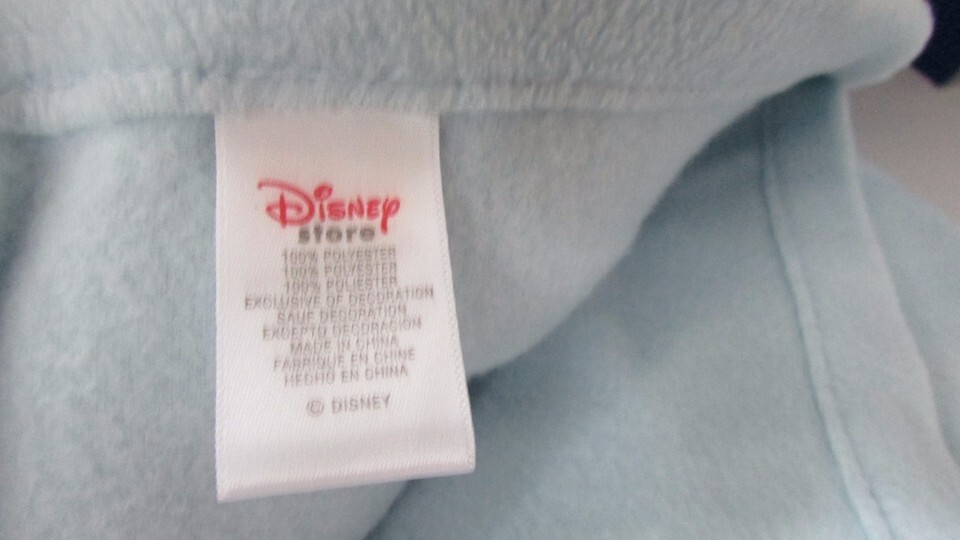 Disney
store
100% POLYESTER
100% POLYESTER
100% POLIESTER
EXCLUSIVE OF DECORATION
SAUF DECORATION
EXCEPTO DECORACION
MADE IN CHINA
FABRIQUE EN CHINE
HECHO EN CHINA
© DISNEY